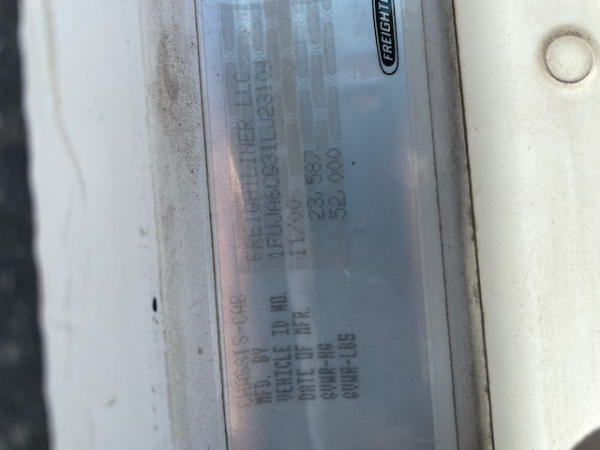 CHASSIS-CAB
MFD. BY FREIGHTLINER LLC
VEHICLE ID NO. 1FUJA6CG31LJ23104
DATE OF MFR. 11/00
GVWR-KG 23,587
GVWR-LBS 52,000